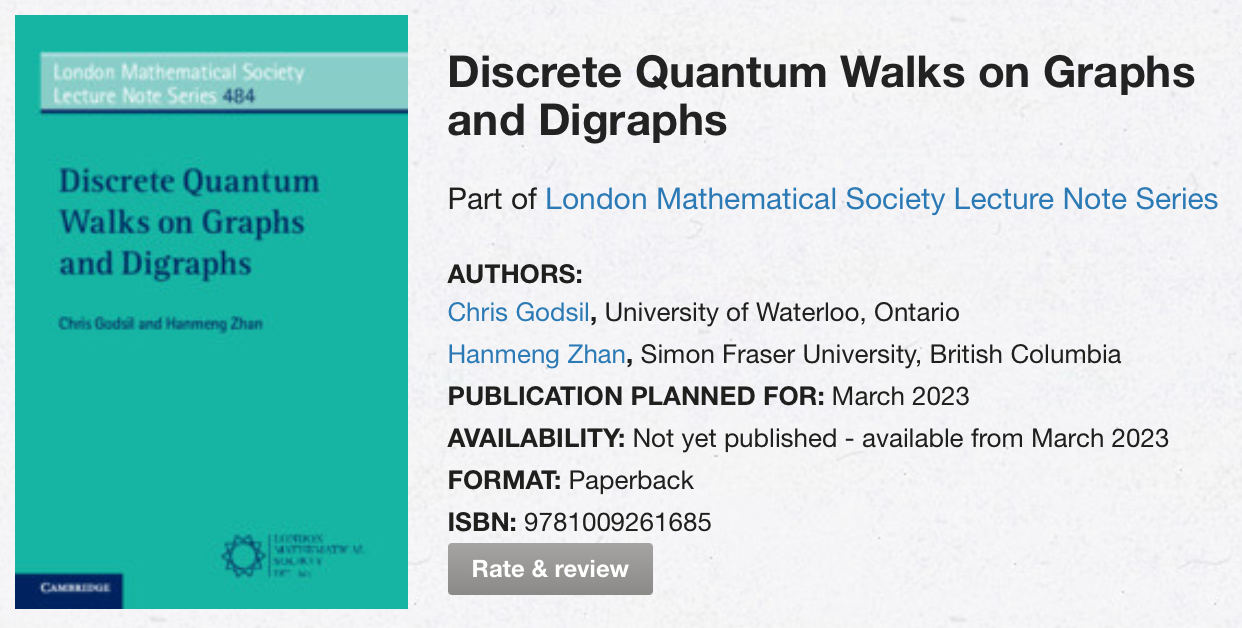 London Mathematical Society
Lecture Note Series 484
Discrete Quantum
Walks on Graphs
and Digraphs
Chris Godsil and Hanmeng Zhan
LONDON
MATHEMATICAL
SOCIETY
CAMBRIDGE
Discrete Quantum Walks on Graphs
and Digraphs
Part of London Mathematical Society Lecture Note Series
AUTHORS:
Chris Godsil, University of Waterloo, Ontario
Hanmeng Zhan, Simon Fraser University, British Columbia
PUBLICATION PLANNED FOR: March 2023
AVAILABILITY: Not yet published - available from March 2023
FORMAT: Paperback
ISBN: 9781009261685
Rate & review